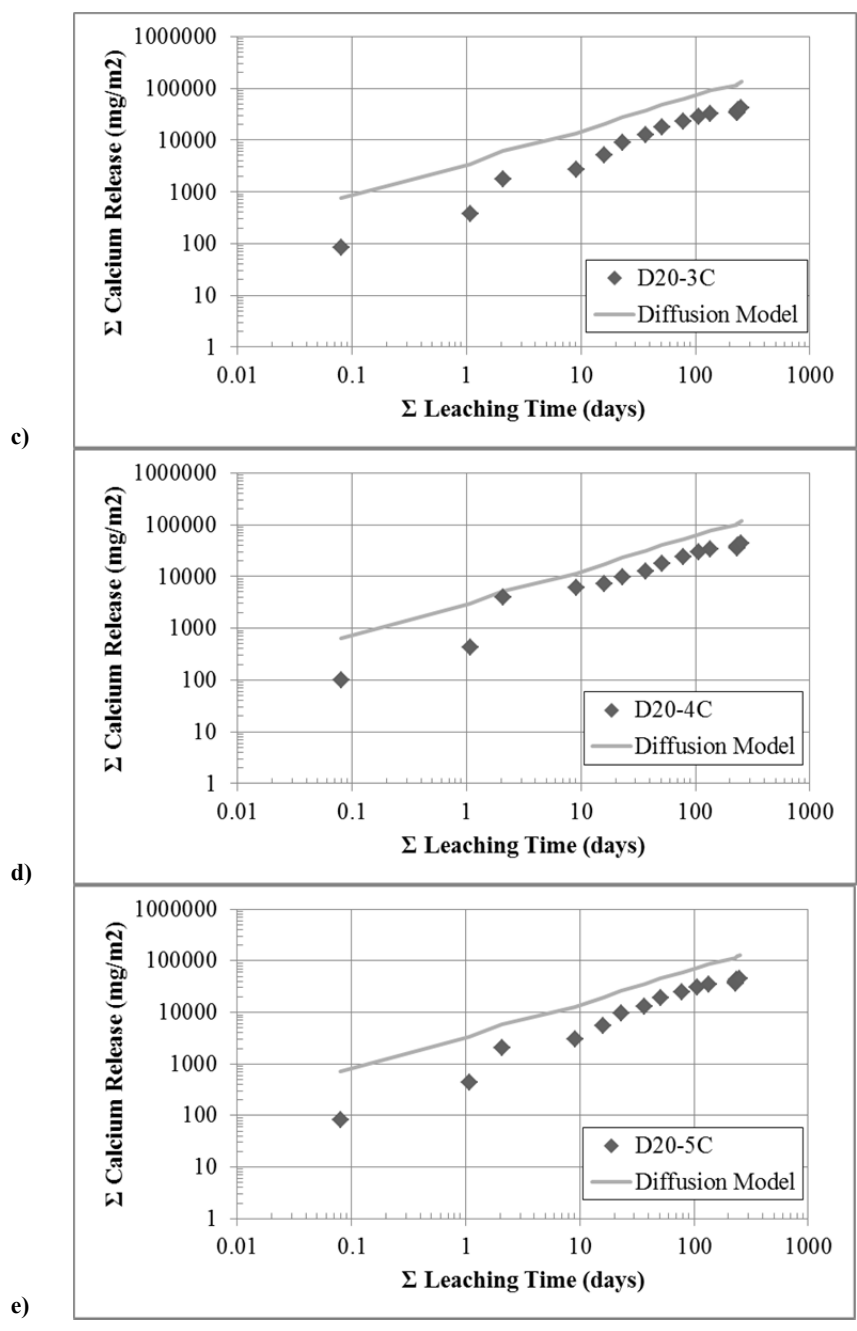 1000000
100000
10000
1000
100
10
1
Σ Calcium Release (mg/m2)
D20-3C
Diffusion Model
0.01 0.1 1 10 100 1000
Σ Leaching Time (days)
c)
1000000
100000
10000
1000
100
10
1
Σ Calcium Release (mg/m2)
D20-4C
Diffusion Model
0.01 0.1 1 10 100 1000
Σ Leaching Time (days)
d)
1000000
100000
10000
1000
100
10
1
Σ Calcium Release (mg/m2)
D20-5C
Diffusion Model
0.01 0.1 1 10 100 1000
Σ Leaching Time (days)
e)